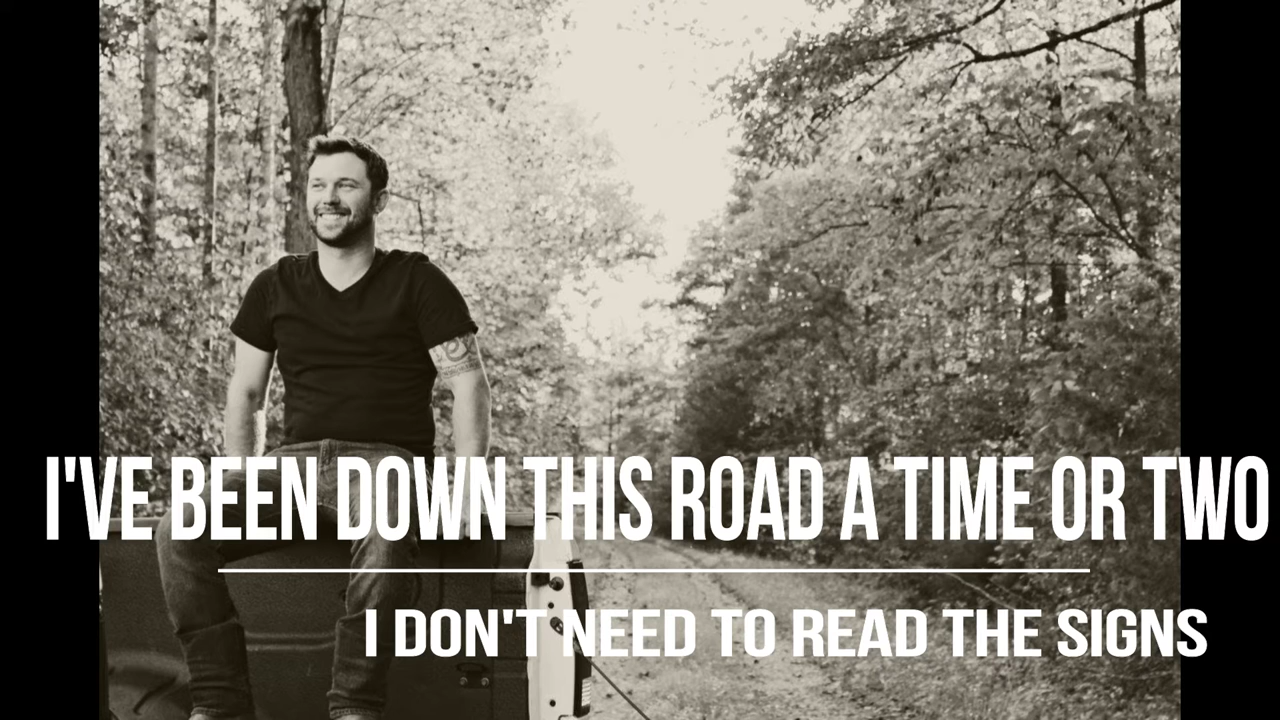 I'VE BEEN DOWN THIS ROAD A TIME OR TWO
I DON'T NEED TO READ THE SIGNS